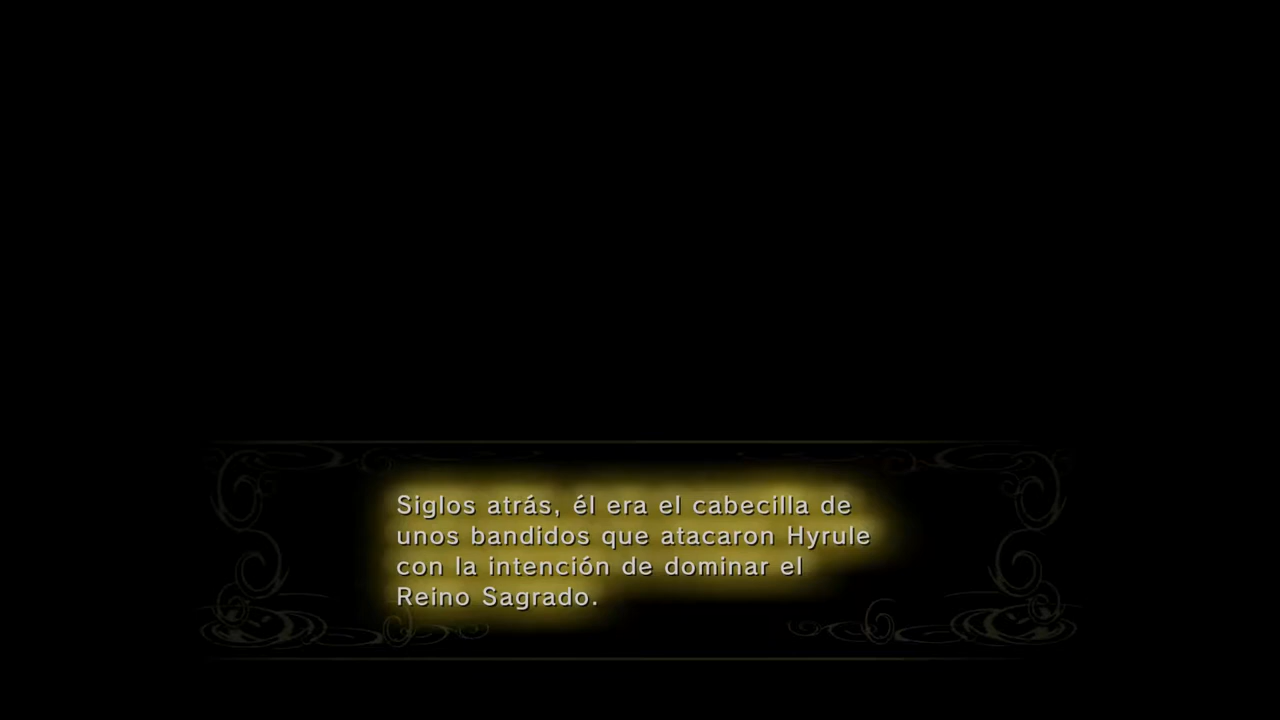 Siglos atrás, él era el cabecilla de
unos bandidos que atacaron Hyrule
con la intención de dominar el
Reino Sagrado.